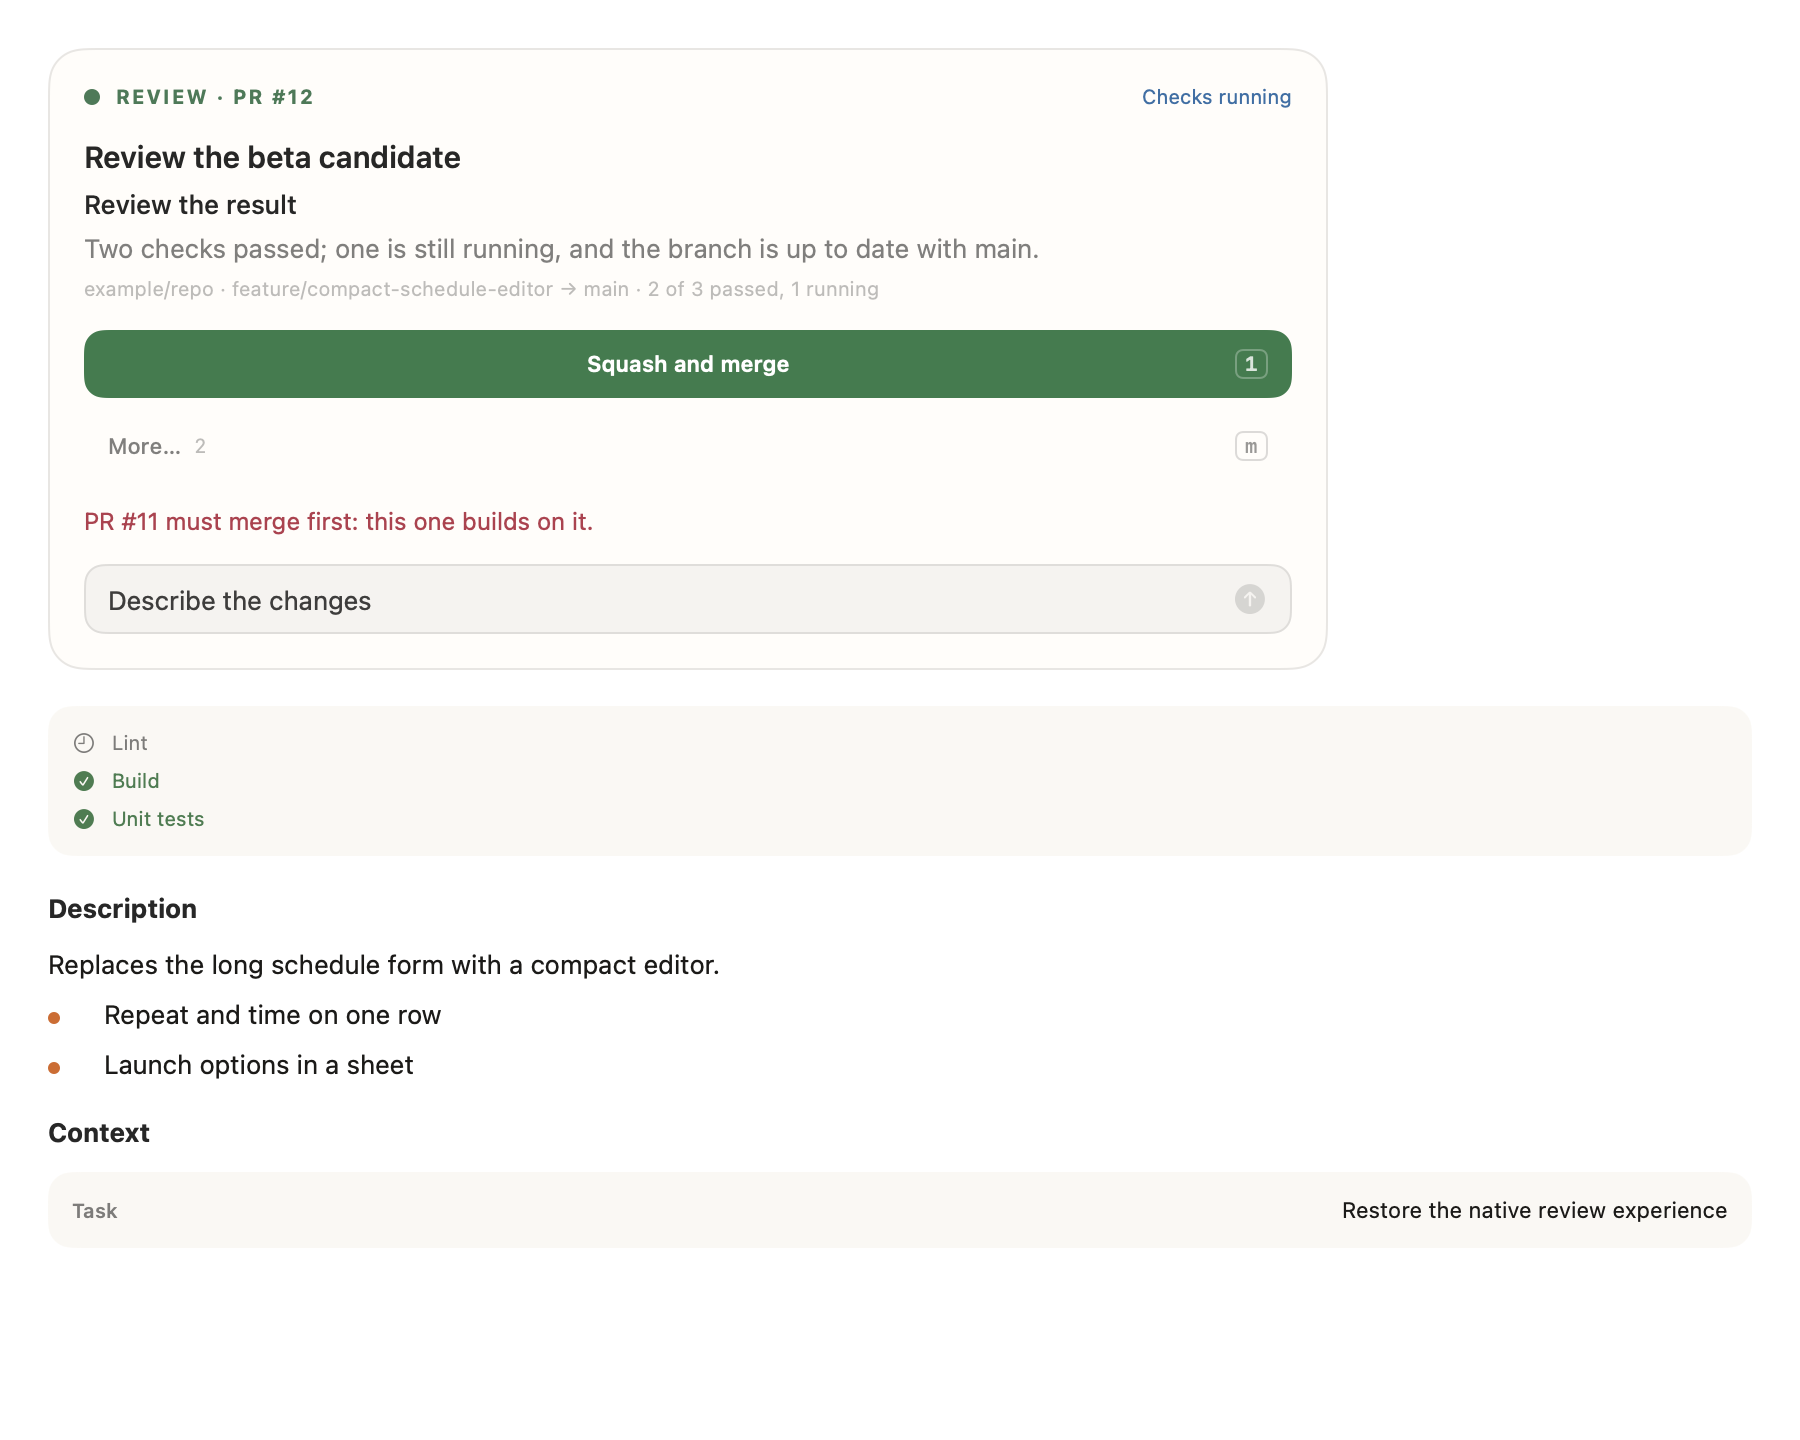 REVIEW · PR #12
Checks running
Review the beta candidate
Review the result
Two checks passed; one is still running, and the branch is up to date with main.
example/repo · feature/compact-schedule-editor → main · 2 of 3 passed, 1 running
Squash and merge 1
More... 2 m
PR #11 must merge first: this one builds on it.
Describe the changes
Lint
Build
Unit tests
Description
Replaces the long schedule form with a compact editor.
Repeat and time on one row
Launch options in a sheet
Context
Task Restore the native review experience